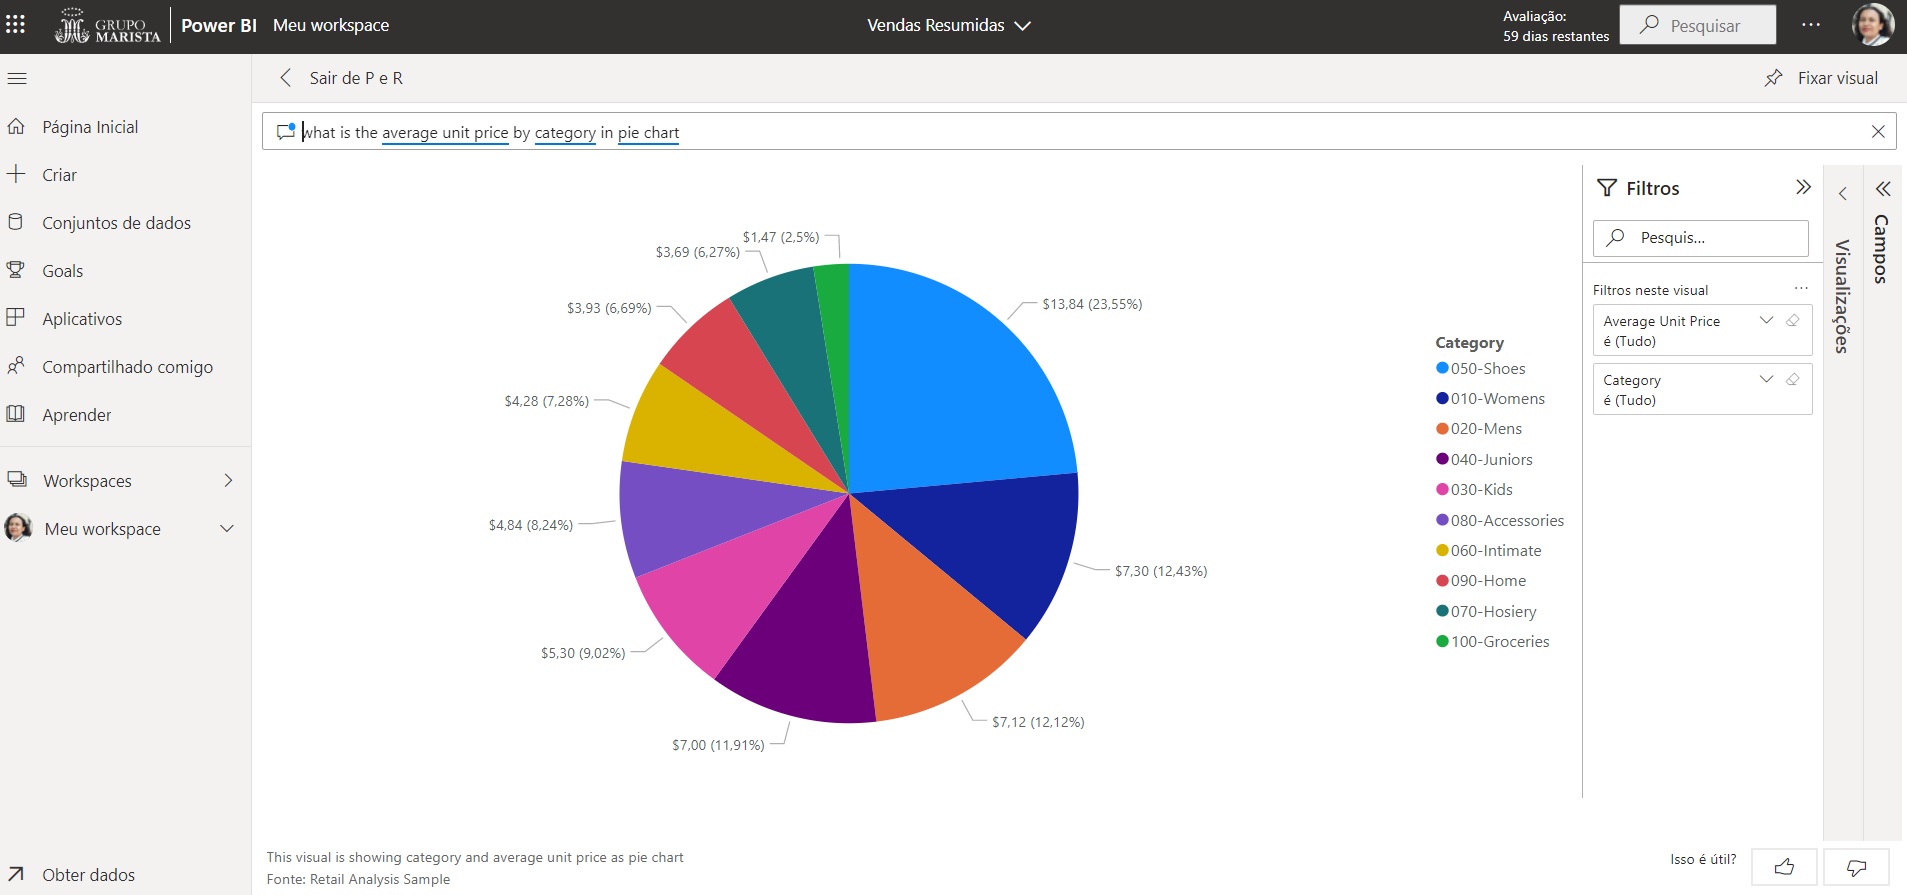 GRUPO
MARISTA
Power BI
Meu workspace
Vendas Resumidas
Avaliação:
59 dias restantes
Pesquisar
Sair de P e R
Fixar visual
Página Inicial
Criar
Conjuntos de dados
Goals
Aplicativos
Compartilhado comigo
Aprender
Workspaces
Meu workspace
Obter dados
what is the average unit price by category in pie chart
$1,47 (2,5%)
$3,69 (6,27%)
$3,93 (6,69%)
$13,84 (23,55%)
$4,28 (7,28%)
$4,84 (8,24%)
$7,30 (12,43%)
$5,30 (9,02%)
$7,12 (12,12%)
$7,00 (11,91%)
Category
050-Shoes
010-Womens
020-Mens
040-Juniors
030-Kids
080-Accessories
060-Intimate
090-Home
070-Hosiery
100-Groceries
Filtros
Pesquis...
Filtros neste visual
Average Unit Price
é (Tudo)
Category
é (Tudo)
Visualizações
Campos
This visual is showing category and average unit price as pie chart
Fonte: Retail Analysis Sample
Isso é útil?